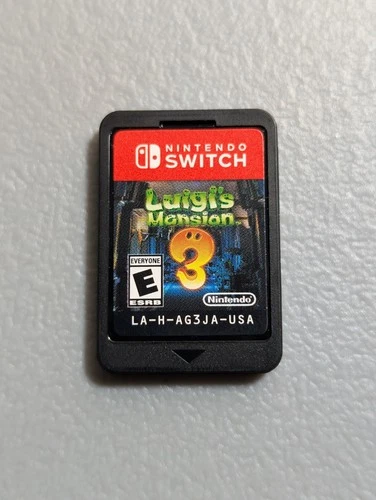 NINTENDO
SWITCH
Luigi's
Mansion
3
EVERYONE
E
ESRB
Nintendo
LA-H-AG3JA-USA